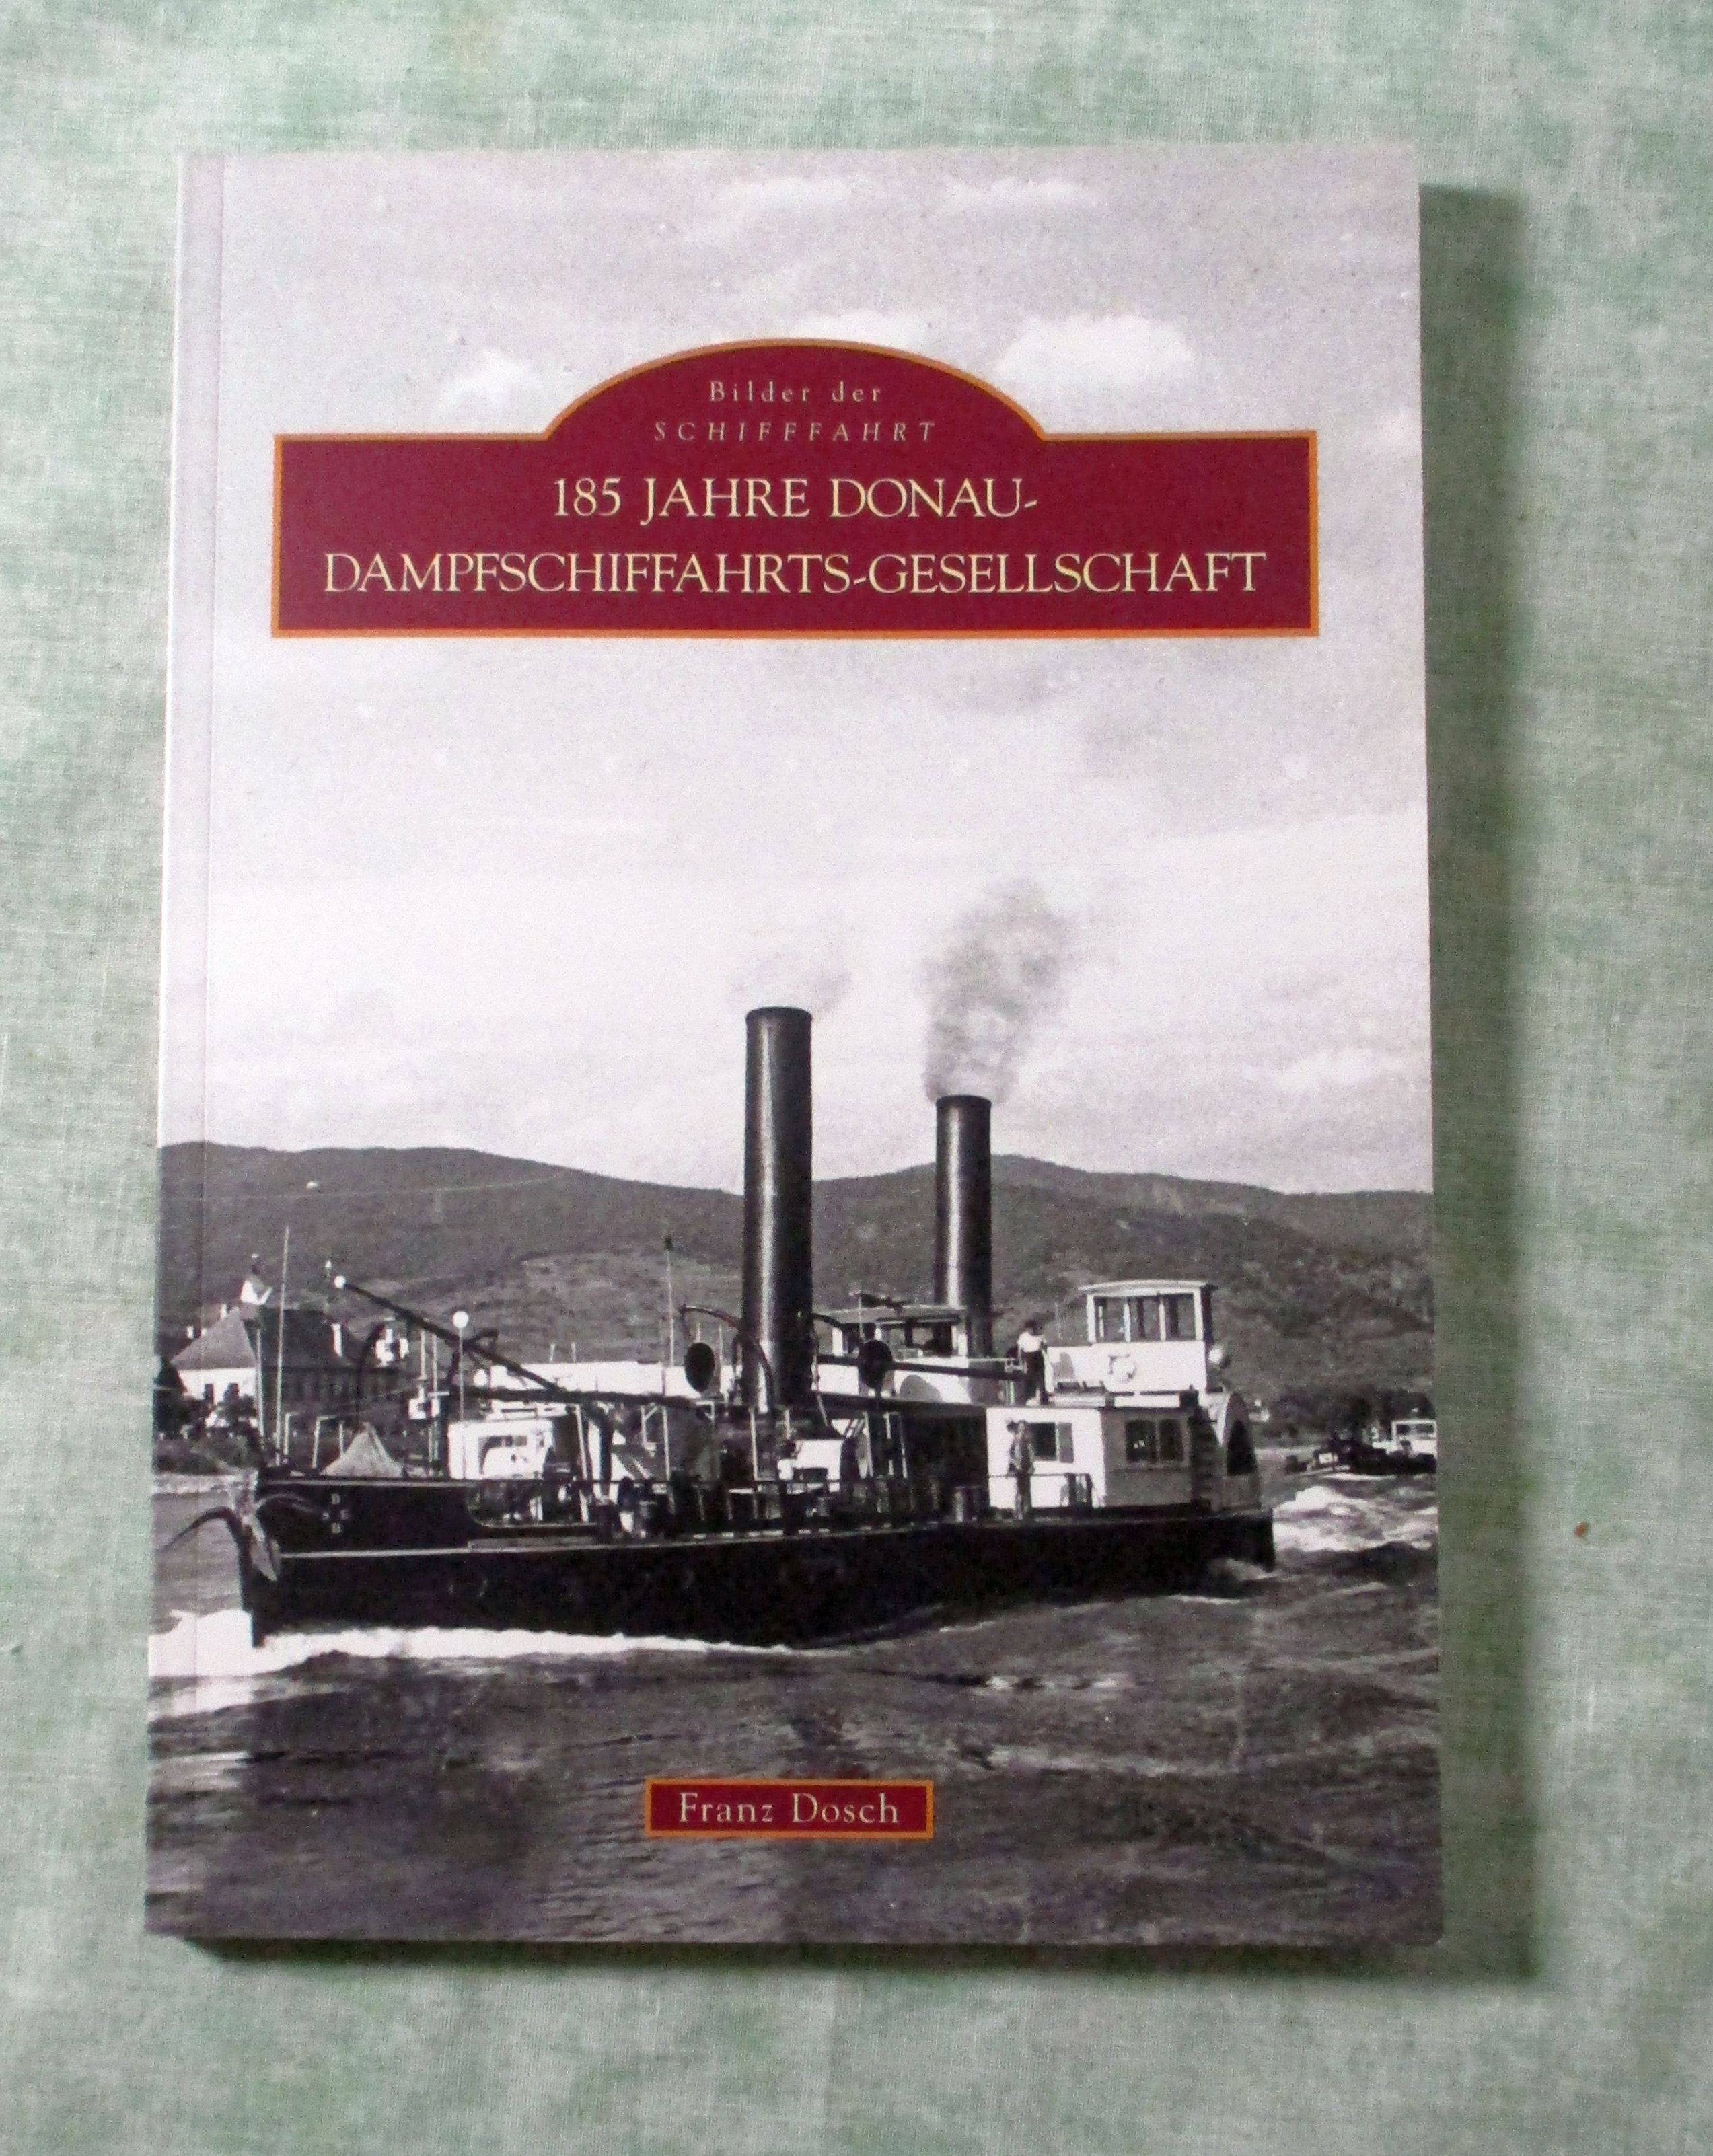 Bilder der
SCHIFFFAHRT
185 JAHRE DONAU-
DAMPFSCHIFFAHRTS-GESELLSCHAFT
Franz Dosch